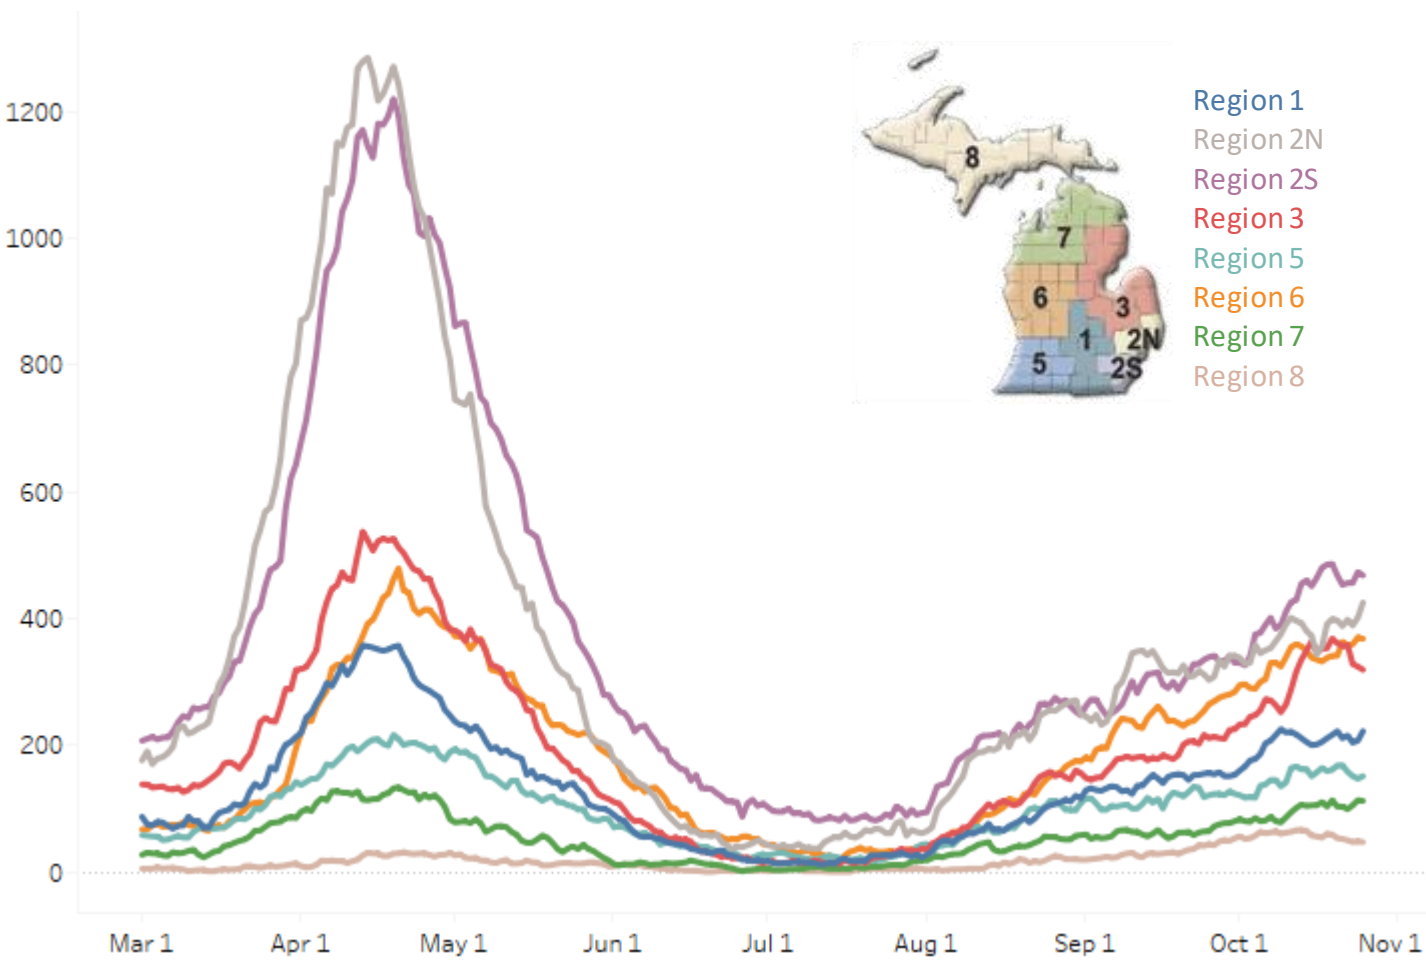 1200
1000
800
600
400
200
0
Mar 1 Apr 1 May 1 Jun 1 Jul 1 Aug 1 Sep 1 Oct 1 Nov 1
8
7
6
3
1
2N
5
2S
Region 1
Region 2N
Region 2S
Region 3
Region 5
Region 6
Region 7
Region 8